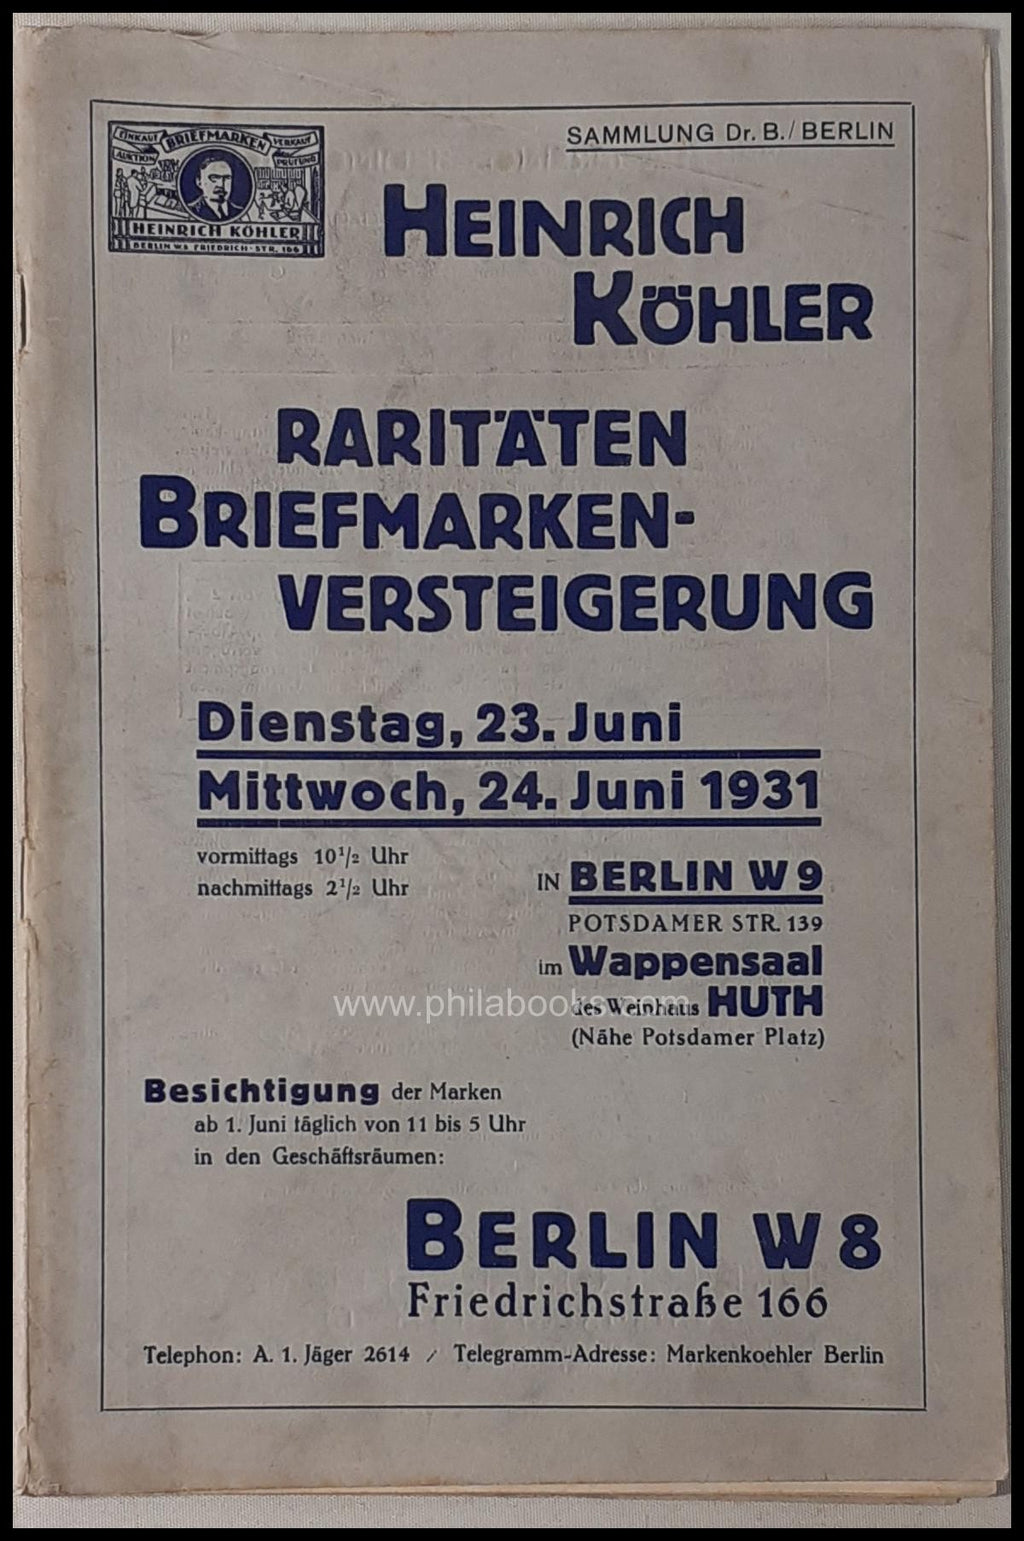 EINKAUF BRIEFMARKEN VERKAUF
AUKTION PRÜFUNG
HEINRICH KÖHLER
BERLIN W8 FRIEDRICH-STR. 166
SAMMLUNG Dr. B./BERLIN
HEINRICH
KÖHLER
RARITÄTEN
BRIEFMARKEN-
VERSTEIGERUNG
Dienstag, 23. Juni
Mittwoch, 24. Juni 1931
vormittags 10½ Uhr
nachmittags 2½ Uhr
IN BERLIN W 9
POTSDAMER STR. 139
im Wappensaal
des Weinhaus HUTH
(Nähe Potsdamer Platz)
www.philabooks.com
Besichtigung der Marken
ab 1. Juni täglich von 11 bis 5 Uhr
in den Geschäftsräumen:
BERLIN W 8
Friedrichstraße 166
Telephon: A. 1. Jäger 2614 / Telegramm-Adresse: Markenkoehler Berlin